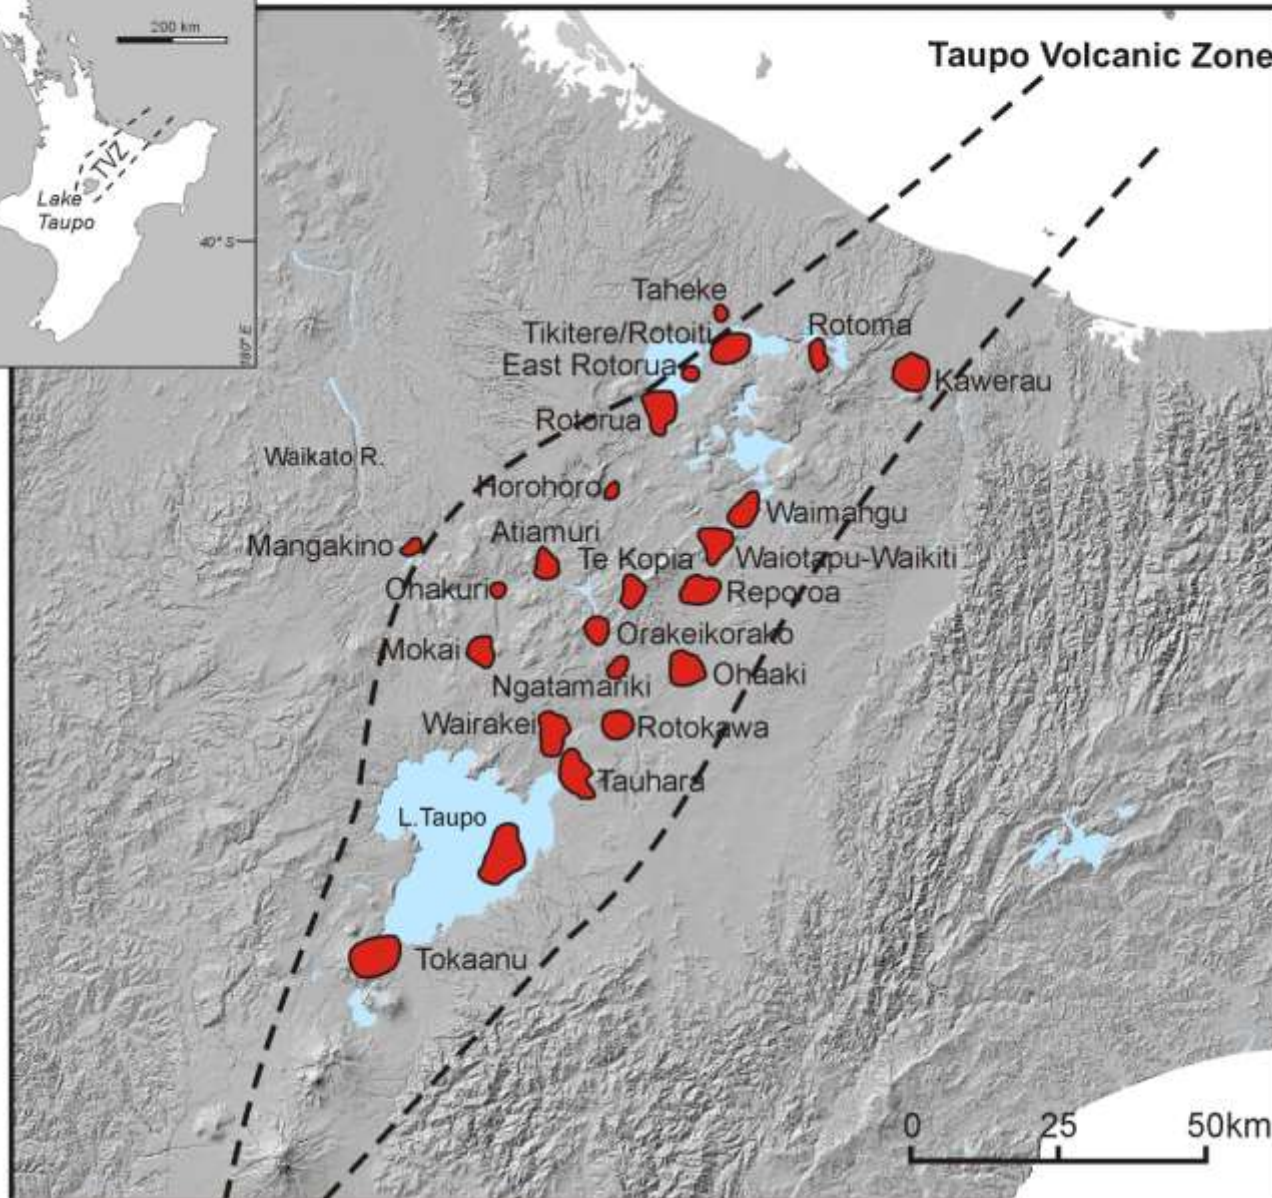 200 km
Taupo Volcanic Zone
TVZ
Lake
Taupo
40° S
180° E
Taheke
Tikitere/Rotoiti
Rotoma
East Rotorua
Kawerau
Rotorua
Waikato R.
Horohoro
Waimangu
Atiamuri
Mangakino
Te Kopia
Waiotapu-Waikiti
Ohakuri
Reporoa
Orakeikorako
Mokai
Ohaaki
Ngatamariki
Wairakei
Rotokawa
Tauhara
L.Taupo
Tokaanu
0 25 50km